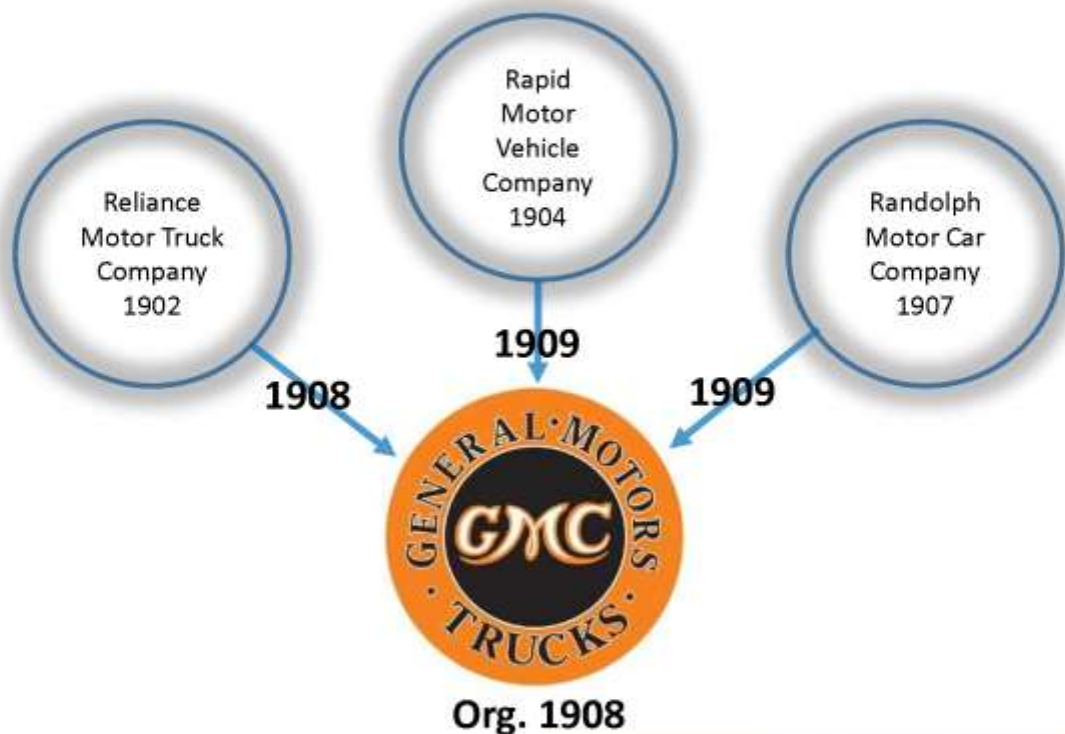 Rapid
Motor
Vehicle
Company
1904
Reliance
Motor Truck
Company
1902
Randolph
Motor Car
Company
1907
1908
1909
1909
GENERAL·MOTORS
GMC
· TRUCKS ·
Org. 1908